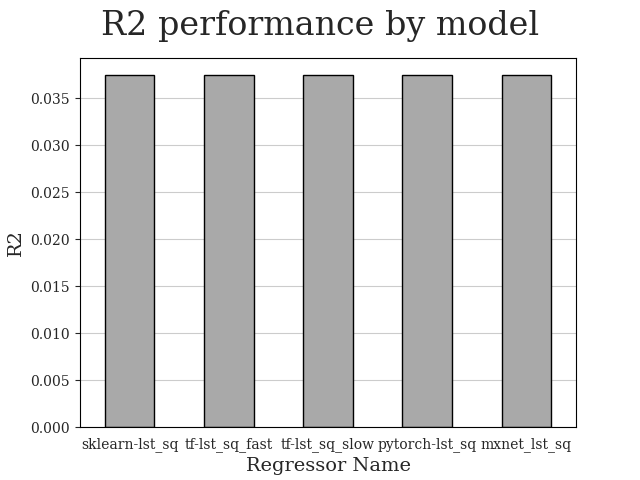 R2 performance by model
R2
0.035
0.030
0.025
0.020
0.015
0.010
0.005
0.000
sklearn-lst_sq tf-lst_sq_fast tf-lst_sq_slow pytorch-lst_sq mxnet_lst_sq
Regressor Name